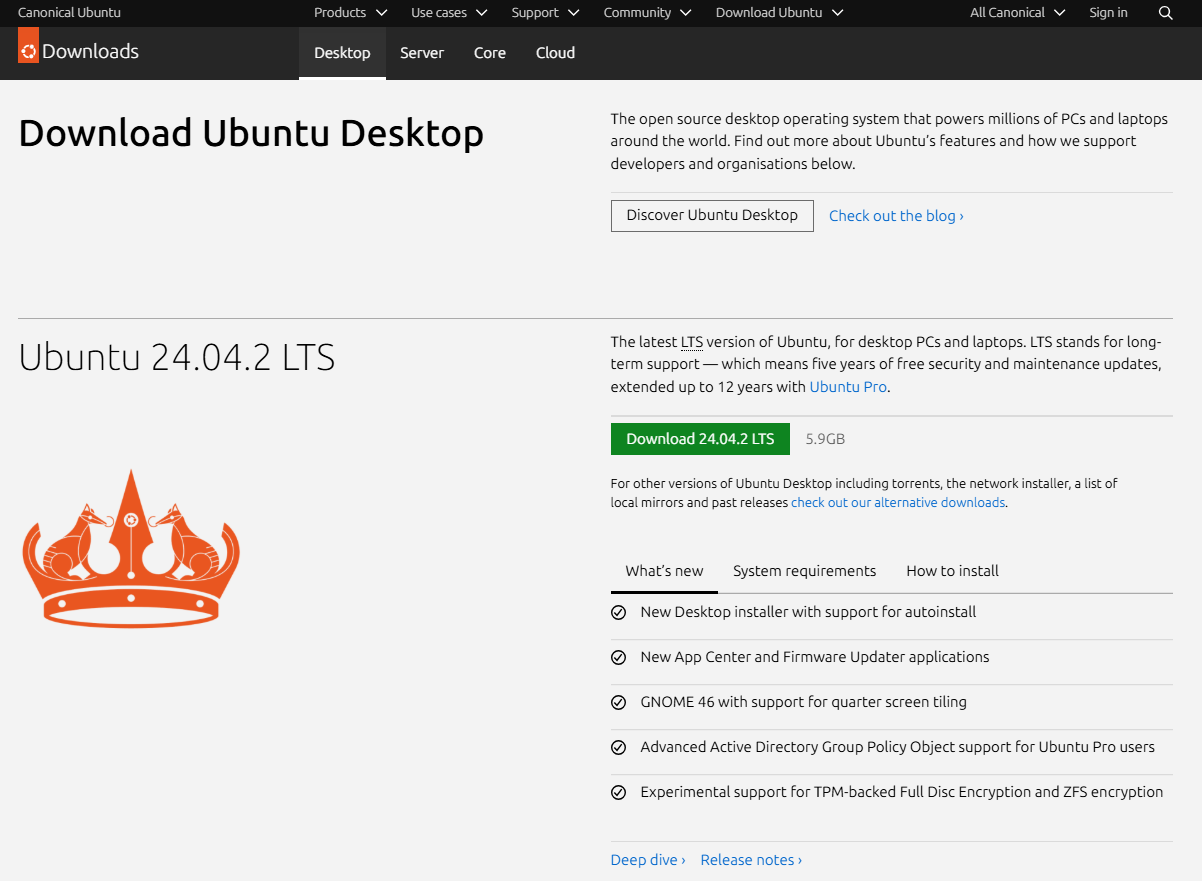 Canonical Ubuntu
Products
Use cases
Support
Community
Download Ubuntu
All Canonical
Sign in
Downloads
Desktop
Server
Core
Cloud
Download Ubuntu Desktop
The open source desktop operating system that powers millions of PCs and laptops
around the world. Find out more about Ubuntu’s features and how we support
developers and organisations below.
Discover Ubuntu Desktop
Check out the blog ›
Ubuntu 24.04.2 LTS
The latest LTS version of Ubuntu, for desktop PCs and laptops. LTS stands for long-
term support — which means five years of free security and maintenance updates,
extended up to 12 years with Ubuntu Pro.
Download 24.04.2 LTS
5.9GB
For other versions of Ubuntu Desktop including torrents, the network installer, a list of
local mirrors and past releases check out our alternative downloads.
What’s new
System requirements
How to install
New Desktop installer with support for autoinstall
New App Center and Firmware Updater applications
GNOME 46 with support for quarter screen tiling
Advanced Active Directory Group Policy Object support for Ubuntu Pro users
Experimental support for TPM-backed Full Disc Encryption and ZFS encryption
Deep dive ›
Release notes ›